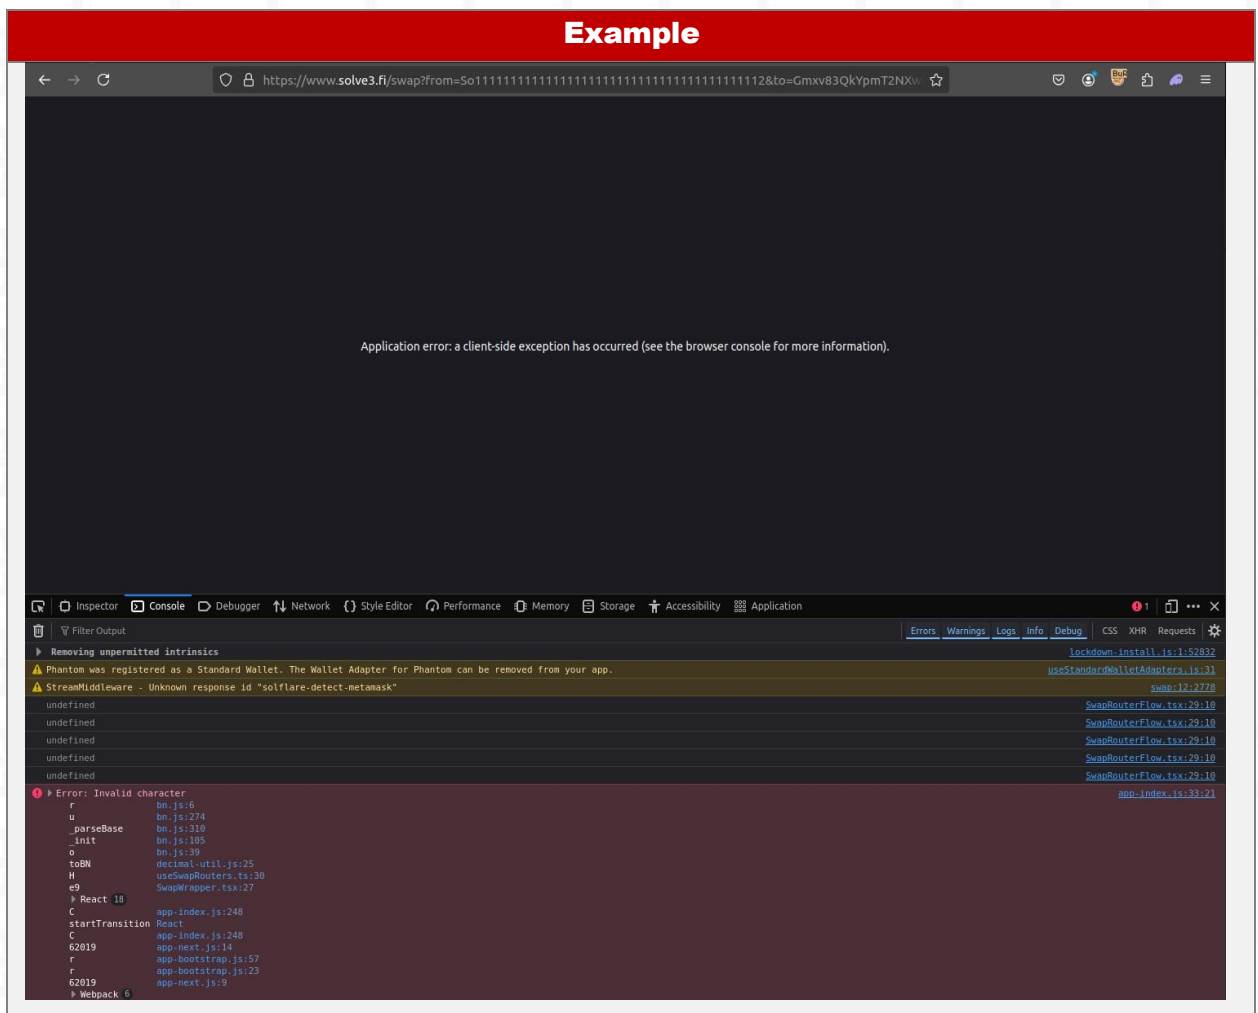 Example
https://www.solve3.fi/swap?from=So11111111111111111111111111111111111111112&to=Gmxv83QkYpmT2NXw
BuR
Application error: a client-side exception has occurred (see the browser console for more information).
Inspector Console Debugger Network {} Style Editor Performance Memory Storage Accessibility Application 1
Filter Output Errors Warnings Logs Info Debug CSS XHR Requests
Removing unpermitted intrinsics lockdown-install.js:1:52832
Phantom was registered as a Standard Wallet. The Wallet Adapter for Phantom can be removed from your app. useStandardWalletAdapters.js:31
StreamMiddleware - Unknown response id "solflare-detect-metamask" swap:12:2778
undefined SwapRouterFlow.tsx:29:10
undefined SwapRouterFlow.tsx:29:10
undefined SwapRouterFlow.tsx:29:10
undefined SwapRouterFlow.tsx:29:10
undefined SwapRouterFlow.tsx:29:10
Error: Invalid character app-index.js:33:21
r bn.js:6
u bn.js:274
_parseBase bn.js:310
_init bn.js:105
o bn.js:39
toBN decimal-util.js:25
H useSwapRouters.ts:30
e9 SwapWrapper.tsx:27
React 18
C app-index.js:248
startTransition React
C app-index.js:248
62019 app-next.js:14
r app-bootstrap.js:57
r app-bootstrap.js:23
62019 app-next.js:9
Webpack 6